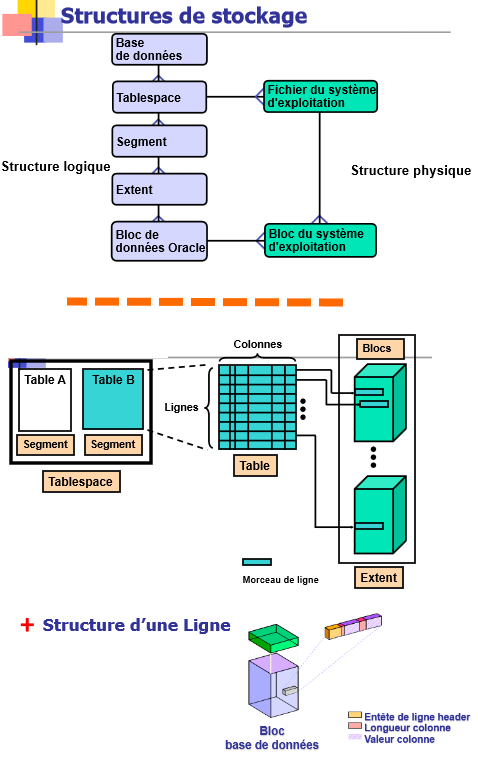 Structures de stockage
Base
de données
Tablespace
Fichier du système
d'exploitation
Segment
Structure logique
Structure physique
Extent
Bloc de
données Oracle
Bloc du système
d'exploitation
Colonnes
Blocs
Table A
Table B
Lignes
Segment
Segment
Table
Tablespace
Morceau de ligne
Extent
+ Structure d'une Ligne
Bloc
base de données
Entête de ligne header
Longueur colonne
Valeur colonne